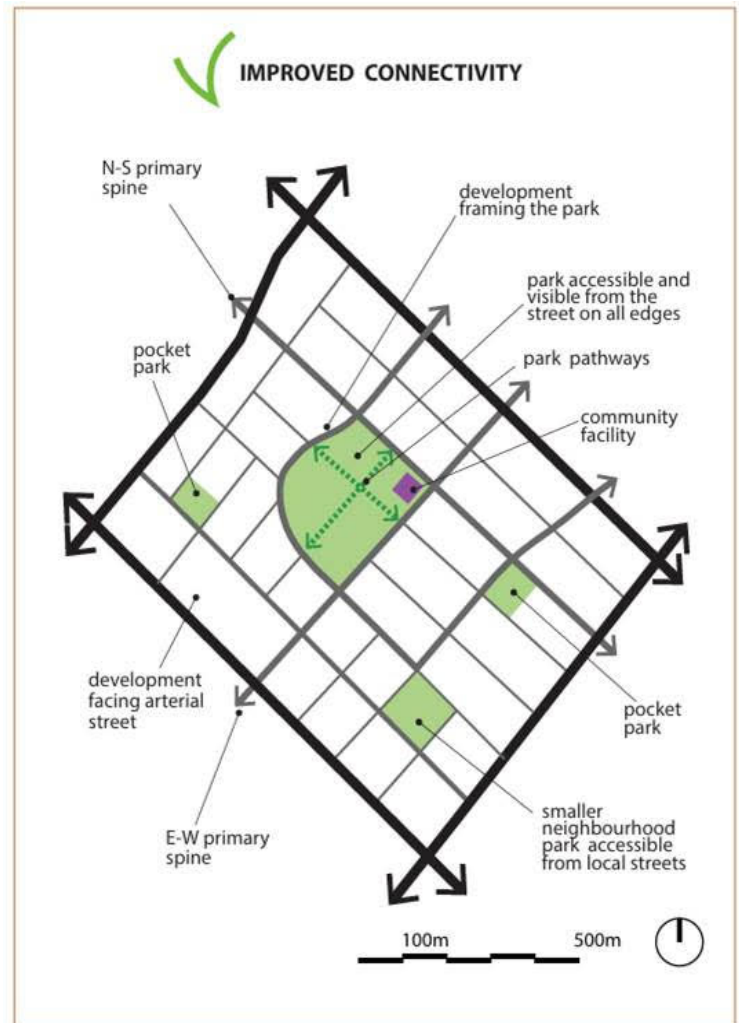 IMPROVED CONNECTIVITY
N-S primary
spine
development
framing the park
park accessible and
visible from the
street on all edges
pocket
park
park pathways
community
facility
development
facing arterial
street
pocket
park
E-W primary
spine
smaller
neighbourhood
park accessible
from local streets
100m 500m